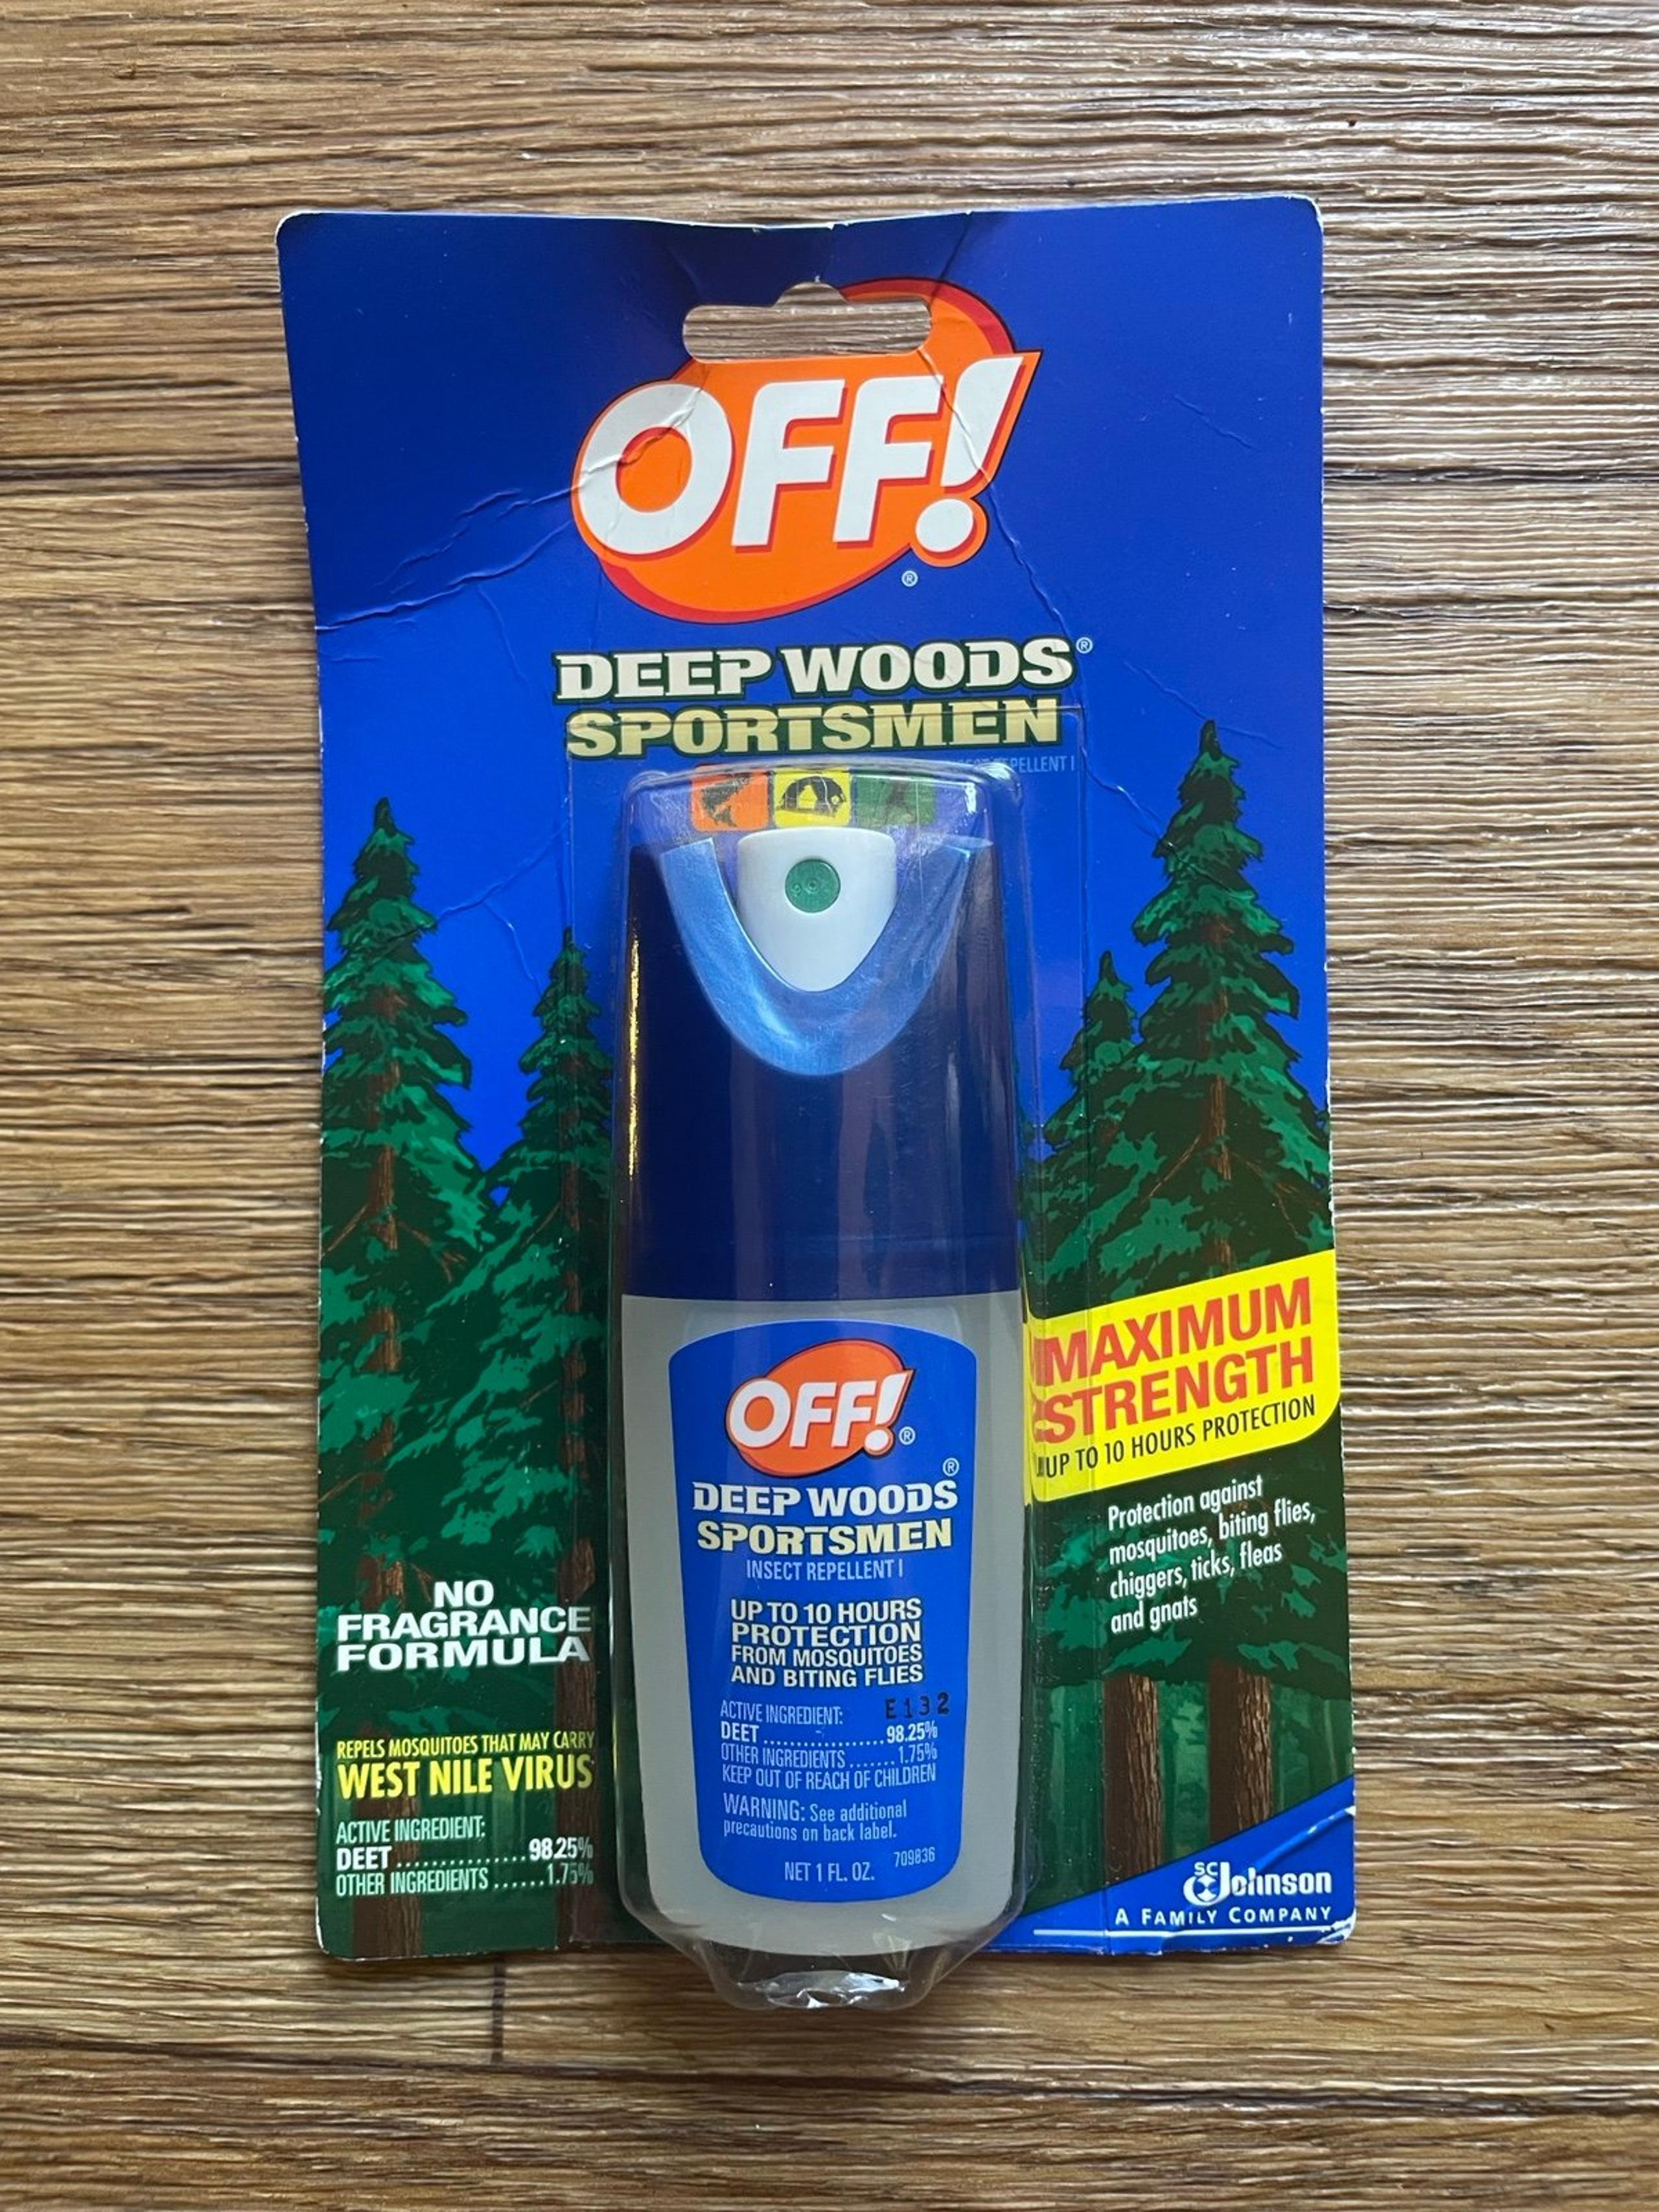 OFF!
®
DEEP WOODS®
SPORTSMEN
REPELLENT I
OFF!®
DEEP WOODS®
SPORTSMEN
INSECT REPELLENT I
UP TO 10 HOURS
PROTECTION
FROM MOSQUITOES
AND BITING FLIES
E132
ACTIVE INGREDIENT:
DEET..................98.25%
OTHER INGREDIENTS.......1.75%
KEEP OUT OF REACH OF CHILDREN
WARNING: See additional
precautions on back label.
709836
NET 1 FL. OZ.
MAXIMUM
STRENGTH
UP TO 10 HOURS PROTECTION
Protection against
mosquitoes, biting flies,
chiggers, ticks, fleas
and gnats
NO
FRAGRANCE
FORMULA
REPELS MOSQUITOES THAT MAY CARRY
WEST NILE VIRUS
ACTIVE INGREDIENT:
DEET................98.25%
OTHER INGREDIENTS......1.75%
SC Johnson
A FAMILY COMPANY